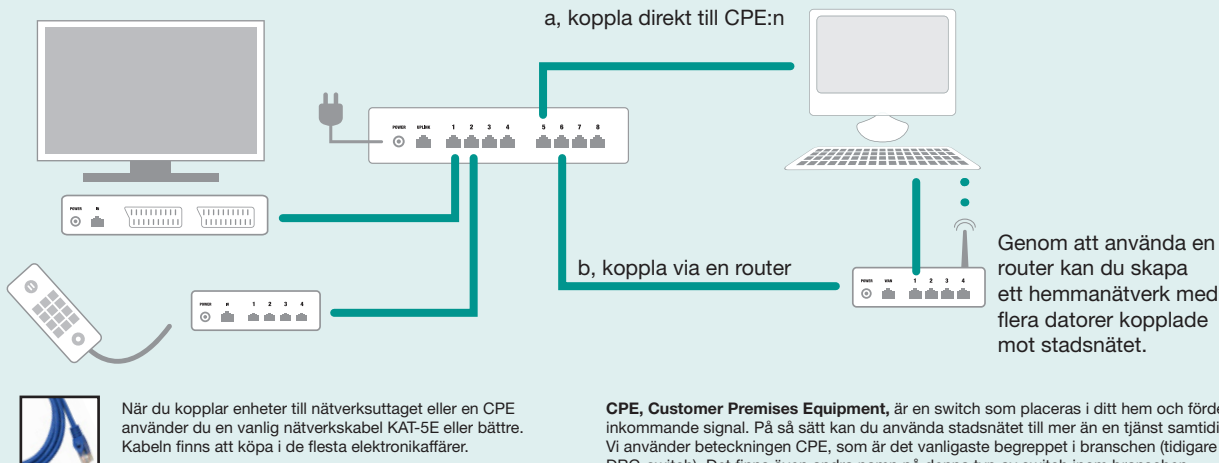 a, koppla direkt till CPE:n
POWER UPLINK 1 2 3 4 5 6 7 8
POWER IN
b, koppla via en router
POWER IN 1 2 3 4
POWER WAN 1 2 3 4
Genom att använda en
router kan du skapa
ett hemmanätverk med
flera datorer kopplade
mot stadsnätet.
När du kopplar enheter till nätverksuttaget eller en CPE
använder du en vanlig nätverkskabel KAT-5E eller bättre.
Kabeln finns att köpa i de flesta elektronikaffärer.
CPE, Customer Premises Equipment, är en switch som placeras i ditt hem och förde
inkommande signal. På så sätt kan du använda stadsnätet till mer än en tjänst samtidi
Vi använder beteckningen CPE, som är det vanligaste begreppet i branschen (tidigare